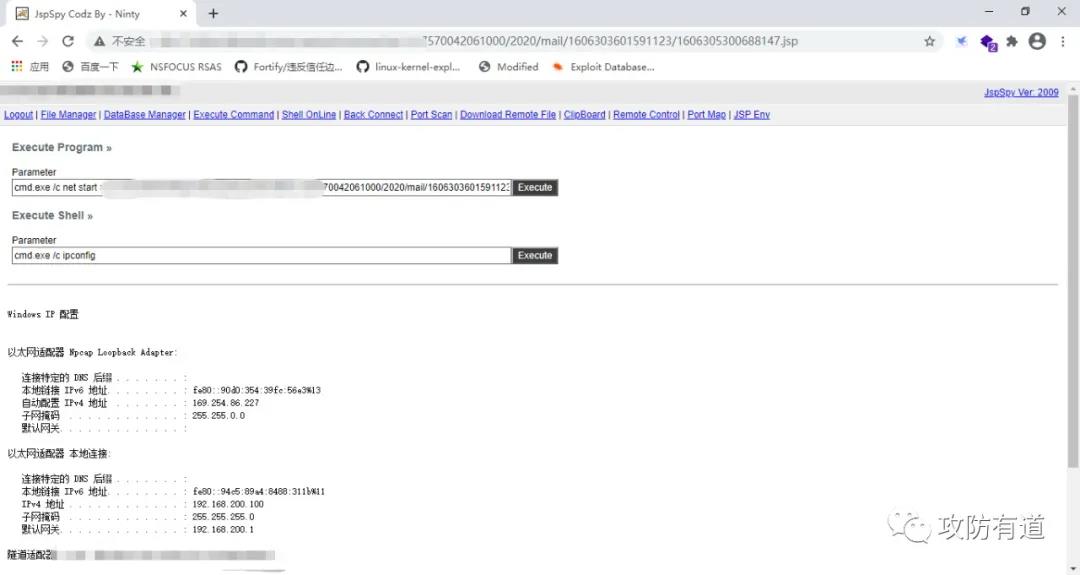 JspSpy Codz By - Ninty
不安全 7570042061000/2020/mail/1606303601591123/1606305300688147.jsp
应用 百度一下 NSFOCUS RSAS Fortify/违反信任边... linux-kernel-expl... Modified Exploit Database...
JspSpy Ver: 2009
Logout | File Manager | DataBase Manager | Execute Command | Shell OnLine | Back Connect | Port Scan | Download Remote File | ClipBoard | Remote Control | Port Map | JSP Env
Execute Program »
Parameter
cmd.exe /c net start 70042061000/2020/mail/1606303601591123 Execute
Execute Shell »
Parameter
cmd.exe /c ipconfig Execute
Windows IP 配置
以太网适配器 Npcap Loopback Adapter:
连接特定的 DNS 后缀 . . . . . . . :
本地链接 IPv6 地址. . . . . . . . : fe80::90d0:354:39fc:56e3%13
自动配置 IPv4 地址 . . . . . . . . : 169.254.86.227
子网掩码 . . . . . . . . . . . . : 255.255.0.0
默认网关. . . . . . . . . . . . . :
以太网适配器 本地连接:
连接特定的 DNS 后缀 . . . . . . . :
本地链接 IPv6 地址. . . . . . . . : fe80::94c5:89a4:8488:311b%11
IPv4 地址 . . . . . . . . . . . . : 192.168.200.100
子网掩码 . . . . . . . . . . . . : 255.255.255.0
默认网关. . . . . . . . . . . . . : 192.168.200.1
隧道适配器
攻防有道